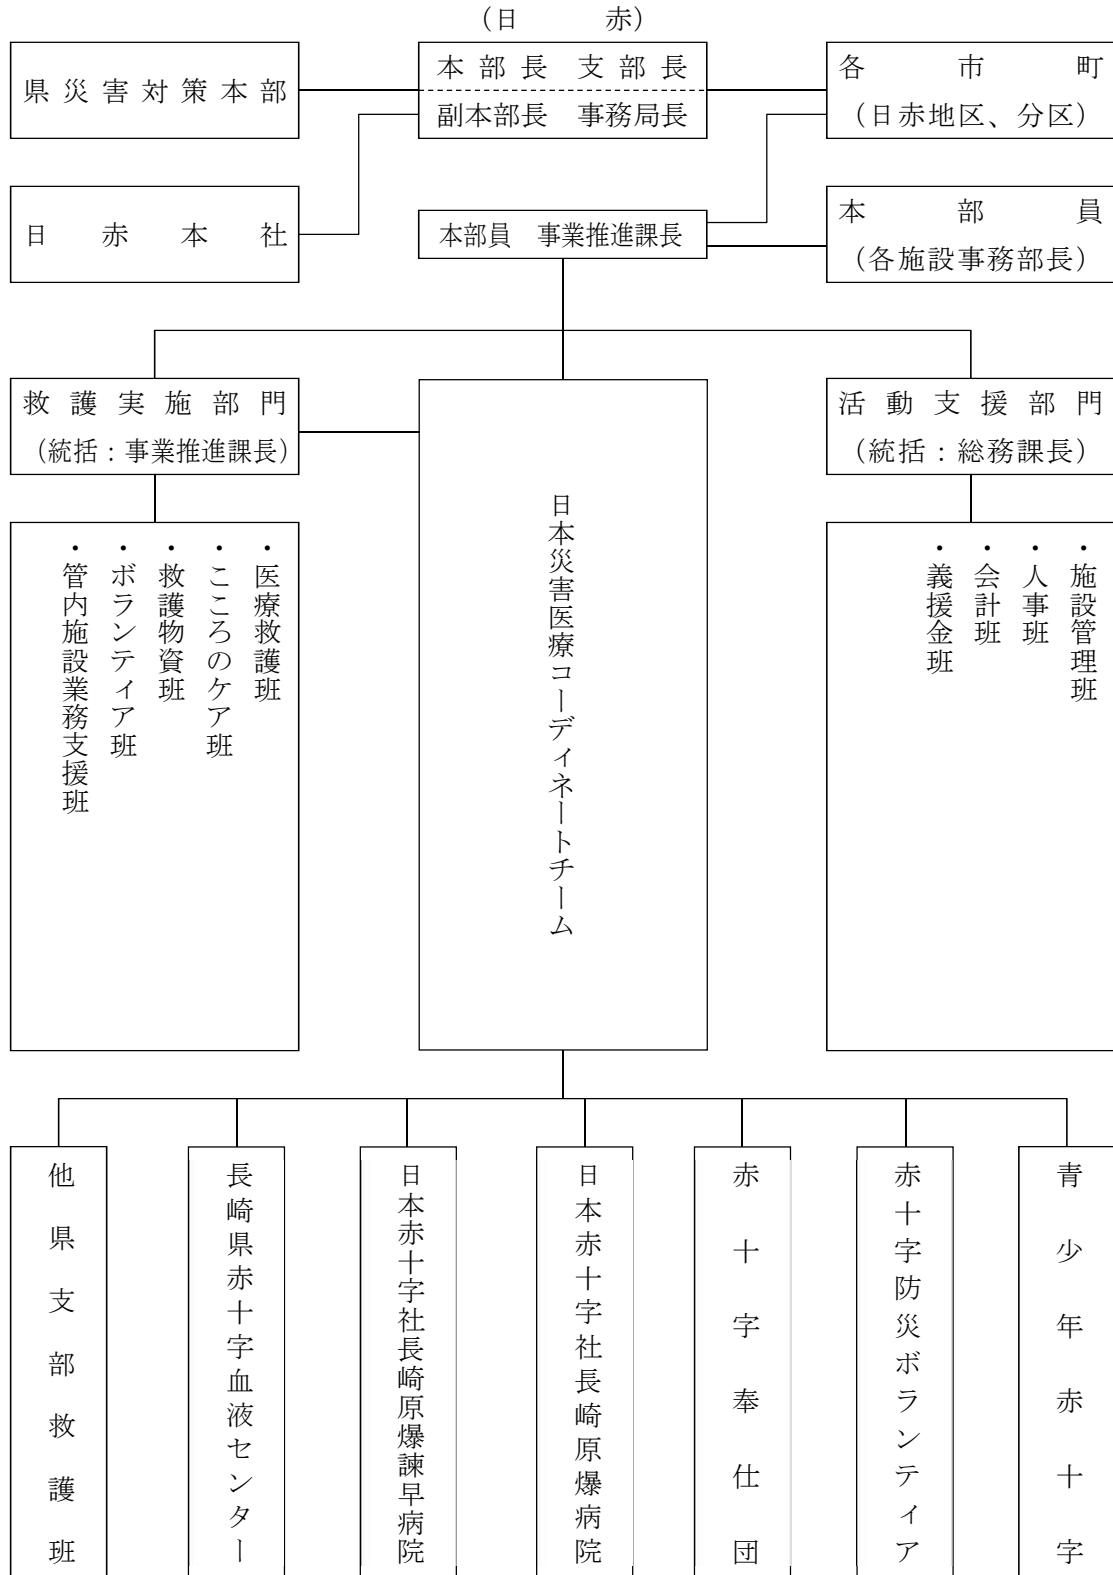 (日　赤)
県災害対策本部
本部長　支部長
副本部長　事務局長
各市町
（日赤地区、分区）
日赤本社
本部員　事業推進課長
本部員
（各施設事務部長）
救護実施部門
（統括：事業推進課長）
活動支援部門
（統括：総務課長）
・医療救護班
・こころのケア班
・救護物資班
・ボランティア班
・管内施設業務支援班
日本災害医療コーディネートチーム
・施設管理班
・人事班
・会計班
・義援金班
他県支部救護班
長崎県赤十字血液センター
日本赤十字社長崎原爆諫早病院
日本赤十字社長崎原爆病院
赤十字奉仕団
赤十字防災ボランティア
青少年赤十字